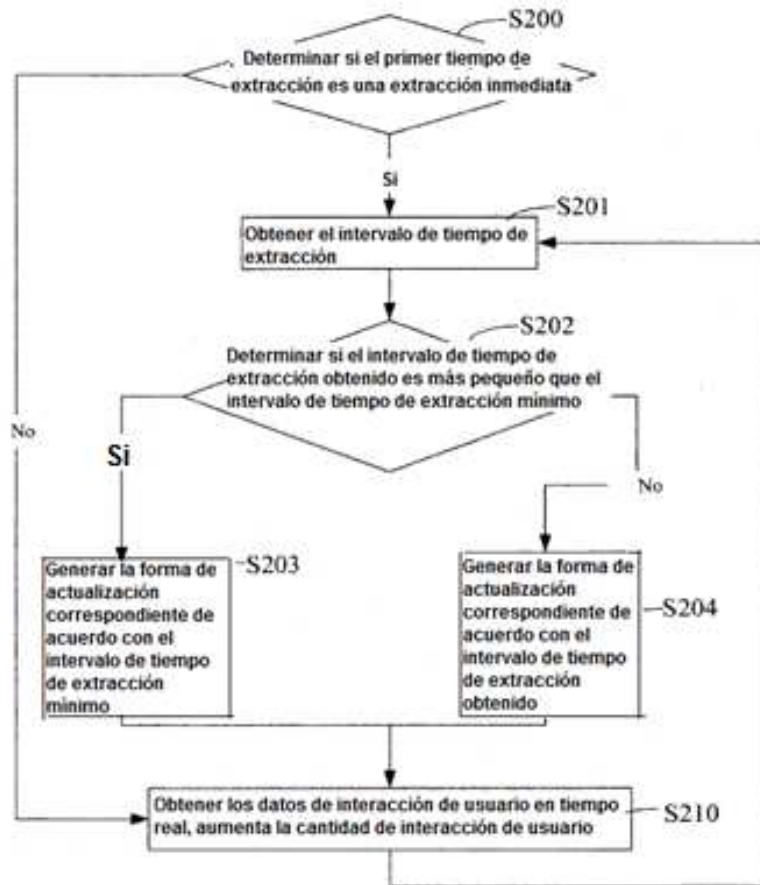 S200
Determinar si el primer tiempo de
extracción es una extracción inmediata
Si
S201
Obtener el intervalo de tiempo de
extracción
S202
Determinar si el intervalo de tiempo de
extracción obtenido es más pequeño que el
intervalo de tiempo de extracción mínimo
No
Si
No
S203
Generar la forma de
actualización
correspondiente de
acuerdo con el
intervalo de tiempo
de extracción
mínimo
S204
Generar la forma de
actualización
correspondiente de
acuerdo con el
intervalo de tiempo
de extracción
obtenido
Obtener los datos de interacción de usuario en tiempo
real, aumenta la cantidad de interacción de usuario
S210